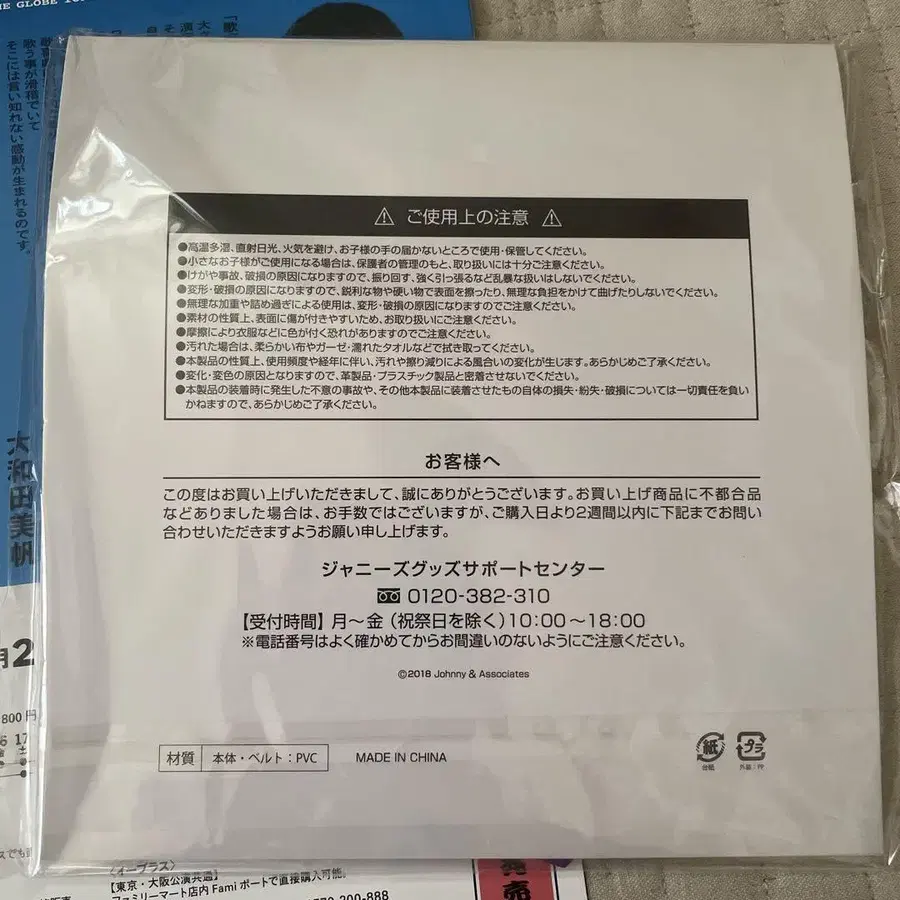 THE GLOBE TO
「歌
歌う事が滑稽でいて
そこには言い知れない感動が生まれるのです。
大和田美帆
月2
800円
⚠ ご使用上の注意 ⚠
●高温多湿、直射日光、火気を避け、お子様の手の届かないところで使用・保管してください。
●小さなお子様がご使用になる場合は、保護者の管理のもと、取り扱いには十分ご注意ください。
●けがや事故、破損の原因になりますので、振り回す、強く引っ張るなど乱暴な扱いはしないでください。
●変形・破損の原因になりますので、鋭利な物や硬い物で表面を擦ったり、無理な負担をかけて曲げたりしないでください。
●無理な加重や詰め過ぎによる使用は、変形・破損の原因になりますのでご注意ください。
●素材の性質上、表面に傷が付きやすいため、お取り扱いにご注意ください。
●摩擦により衣服などに色が付く恐れがありますのでご注意ください。
●汚れた場合は、柔らかい布やガーゼ・濡れたタオルなどで拭き取ってください。
●本製品の性質上、使用頻度や経年に伴い、汚れや擦り減りによる風合いの変化が生じます。あらかじめご了承ください。
●変化・変色の原因となりますので、革製品・プラスチック製品と密着させないでください。
●本製品の装着時に発生した不意の事故や、その他本製品に装着させたもの自体の損失・紛失・破損については一切責任を負い
かねますので、あらかじめご了承ください。
お客様へ
この度はお買い上げいただきまして、誠にありがとうございます。お買い上げ商品に不都合品
などありました場合は、お手数ではございますが、ご購入日より2週間以内に下記までお問い
合わせいただきますようお願い申し上げます。
ジャニーズグッズサポートセンター
0120-382-310
【受付時間】月～金（祝祭日を除く）10:00～18:00
※電話番号はよく確かめてからお間違いのないようにご注意ください。
©2018 Johnny & Associates
材質 本体・ベルト：PVC MADE IN CHINA
紙 プラ
台紙 外装：PP
〈イープラス〉
【東京・大阪公演共通】
ファミリーマート店内Famiポートで直接購入可能。
発売